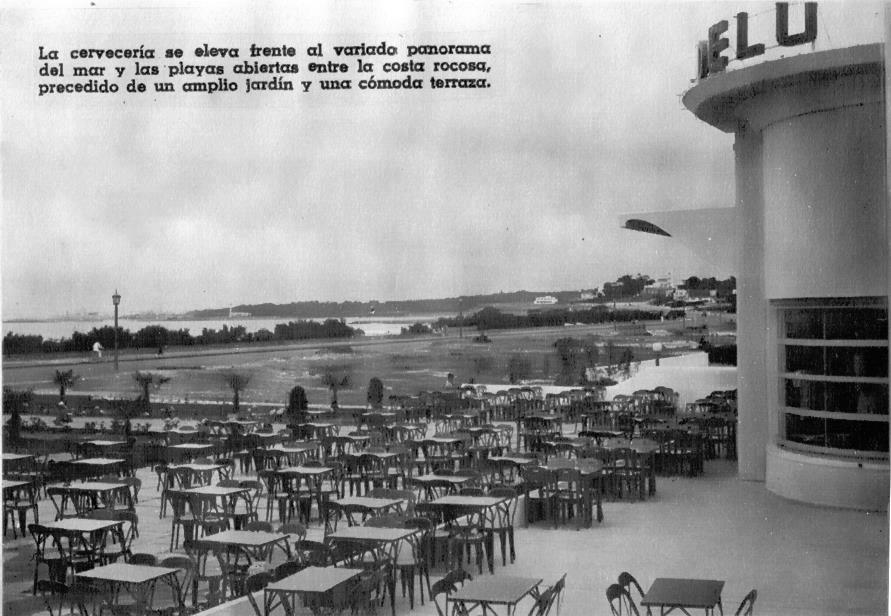 La cervecería se eleva frente al variado panorama
del mar y las playas abiertas entre la costa rocosa,
precedido de un amplio jardín y una cómoda terraza.
ELU